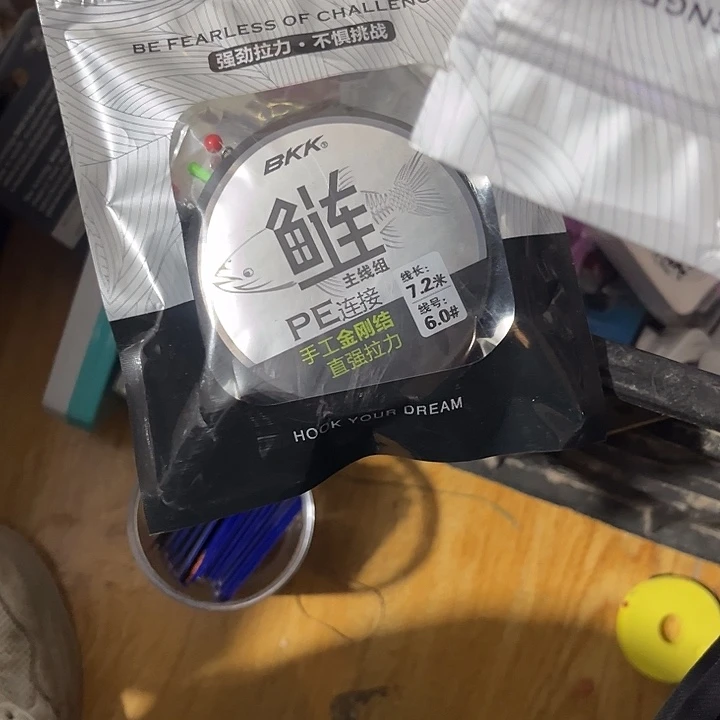 BE FEARLESS OF CHALLENG
强劲拉力·不惧挑战
NGE
BKK®
鲢
主线组
PE连接
手工金刚结
直强拉力
线长:
7.2米
线号:
6.0#
HOOK YOUR DREAM